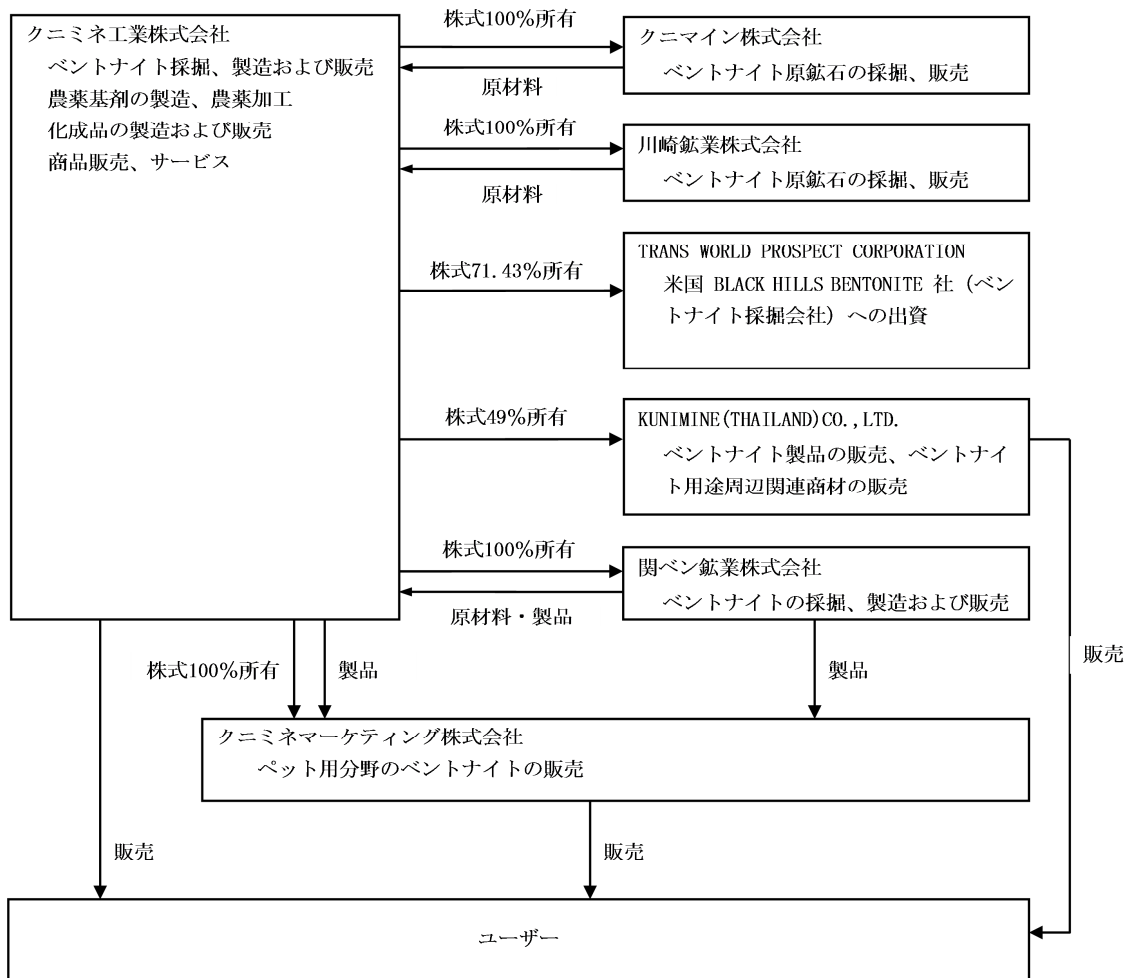 クニミネ工業株式会社
ベントナイト採掘、製造および販売
農薬基剤の製造、農薬加工
化成品の製造および販売
商品販売、サービス
株式100%所有
原材料
クニマイン株式会社
ベントナイト原鉱石の採掘、販売
株式100%所有
原材料
川崎鉱業株式会社
ベントナイト原鉱石の採掘、販売
株式71.43%所有
TRANS WORLD PROSPECT CORPORATION
米国 BLACK HILLS BENTONITE 社（ベン
トナイト採掘会社）への出資
株式49%所有
KUNIMINE(THAILAND)CO.,LTD.
ベントナイト製品の販売、ベントナイ
ト用途周辺関連商材の販売
株式100%所有
原材料・製品
関ベン鉱業株式会社
ベントナイトの採掘、製造および販売
株式100%所有
製品
製品
販売
クニミネマーケティング株式会社
ペット用分野のベントナイトの販売
販売
販売
ユーザー